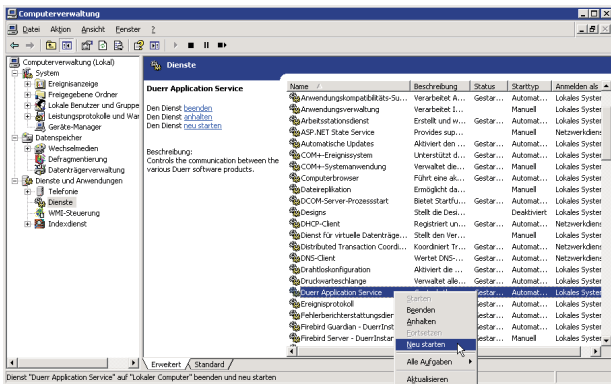 Computerverwaltung
Datei Aktion Ansicht Fenster ?
Computerverwaltung (Lokal)
System
Ereignisanzeige
Freigegebene Ordner
Lokale Benutzer und Gruppe
Leistungsprotokolle und War
Geräte-Manager
Datenspeicher
Wechselmedien
Defragmentierung
Datenträgerverwaltung
Dienste und Anwendungen
Telefonie
Dienste
WMI-Steuerung
Indexdienst
Dienste
Duerr Application Service
Den Dienst beenden
Den Dienst anhalten
Den Dienst neu starten
Beschreibung:
Controls the communication between the
various Duerr software products.
Name Beschreibung Status Starttyp Anmelden als
Anwendungskompatibilitäts-Su... Verarbeitet A... Gestar... Automat... Lokales System
Anwendungsverwaltung Verarbeitet I... Manuell Lokales System
Arbeitsstationsdienst Erstellt und w... Gestar... Automat... Lokales System
ASP.NET State Service Provides sup... Manuell Netzwerkdiens
Automatische Updates Aktiviert den ... Gestar... Automat... Lokales System
COM+-Ereignissystem Unterstützt d... Gestar... Automat... Lokales System
COM+-Systemanwendung Verwaltet die... Gestar... Manuell Lokales System
Computerbrowser Führt eine ak... Gestar... Automat... Lokales System
Dateireplikation Ermöglicht da... Manuell Lokales System
DCOM-Server-Prozessstart Bietet Startfu... Gestar... Automat... Lokales System
Designs Stellt die Desi... Deaktiviert Lokales System
DHCP-Client Registriert un... Gestar... Automat... Netzwerkdiens
Dienst für virtuelle Datenträge... Stellt den Ver... Manuell Lokales System
Distributed Transaction Coordi... Koordiniert Tr... Gestar... Automat... Netzwerkdiens
DNS-Client Wertet DNS-... Gestar... Automat... Netzwerkdiens
Drahtloskonfiguration Aktiviert die ... Gestar... Automat... Lokales System
Druckwarteschlange Verwaltet alle... Gestar... Automat... Lokales System
Duerr Application Service Gestar... Automat... Lokales System
Ereignisprotokoll Gestar... Automat... Lokales System
Fehlerberichterstattungsdien Gestar... Automat... Lokales System
Firebird Guardian - DuerrInst Gestar... Automat... Lokales System
Firebird Server - DuerrInstar Gestar... Manuell Lokales System
Starten
Beenden
Anhalten
Fortsetzen
Neu starten
Alle Aufgaben
Aktualisieren
Erweitert Standard
Dienst "Duerr Application Service" auf "Lokaler Computer" beenden und neu starten